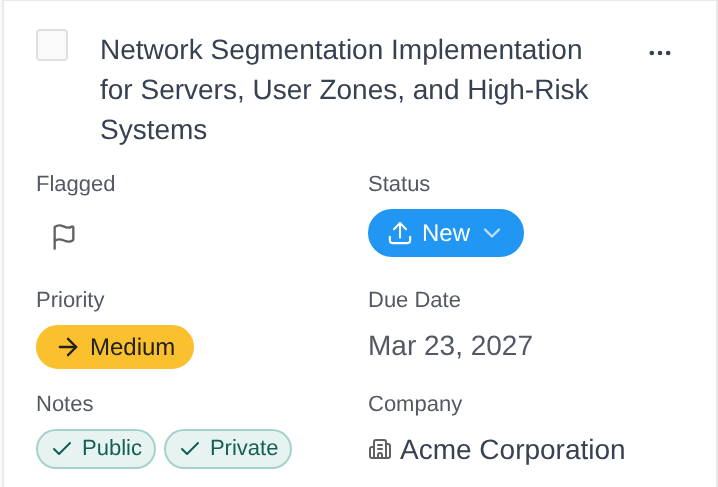 Network Segmentation Implementation
for Servers, User Zones, and High-Risk
Systems
Flagged
Status
New
Priority
Due Date
Medium
Mar 23, 2027
Notes
Company
Public
Private
Acme Corporation